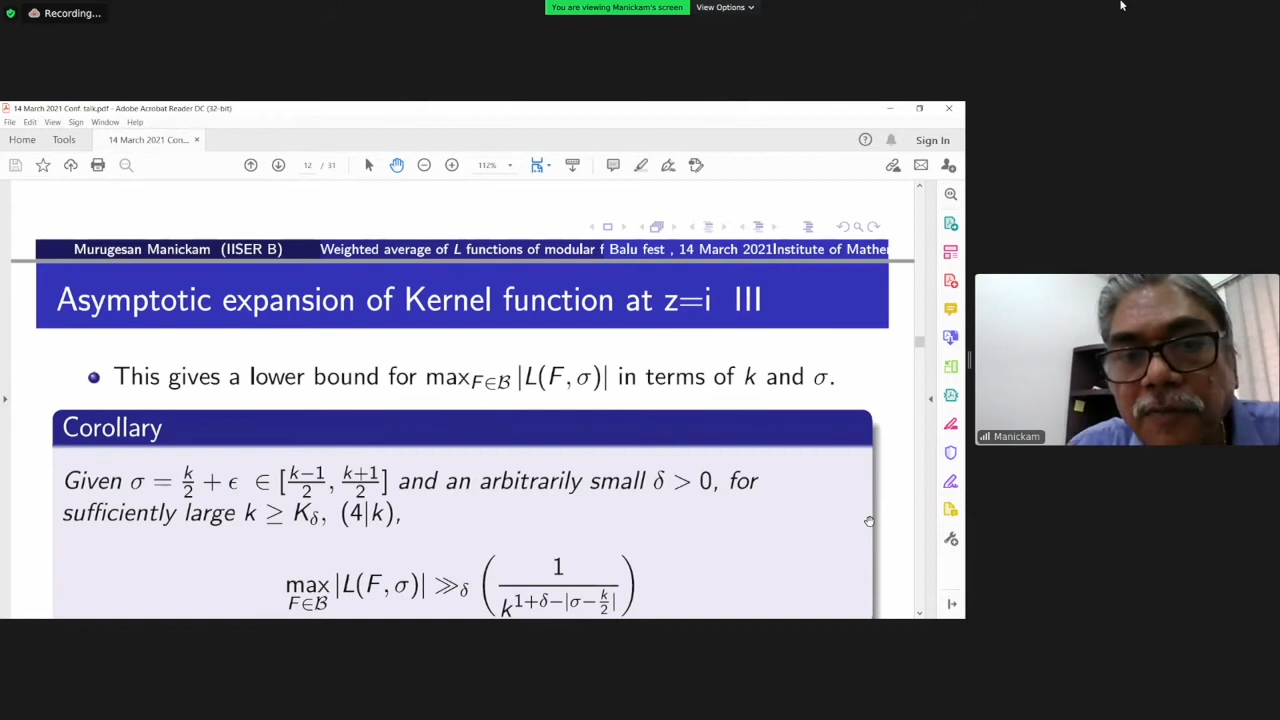 Recording...
You are viewing Manickam's screen
View Options
14 March 2021 Conf. talk.pdf - Adobe Acrobat Reader DC (32-bit)
File Edit View Sign Window Help
Home Tools 14 March 2021 Con... ×
Sign In
12 / 31
112%
Murugesan Manickam (IISER B) Weighted average of L functions of modular f Balu fest , 14 March 2021Institute of Mather
Asymptotic expansion of Kernel function at z=i III
This gives a lower bound for max_{F∈ℬ} |L(F, σ)| in terms of k and σ.
Corollary
Given σ = k/2 + ϵ ∈ [k−1/2, k+1/2] and an arbitrarily small δ > 0, for
sufficiently large k ≥ K_δ, (4|k),
max_{F∈ℬ} |L(F, σ)| ≫_δ (1/k^{1+δ−|σ−k/2|})
Manickam